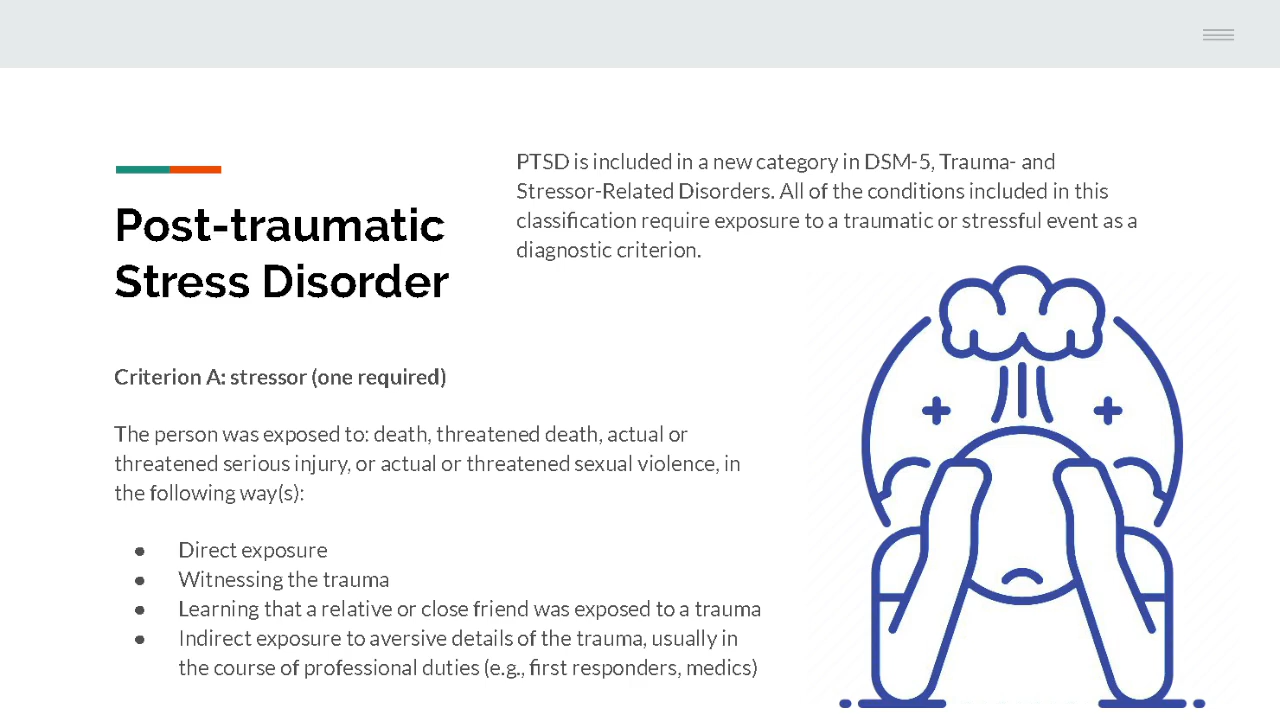 Post-traumatic
Stress Disorder
PTSD is included in a new category in DSM-5, Trauma- and
Stressor-Related Disorders. All of the conditions included in this
classification require exposure to a traumatic or stressful event as a
diagnostic criterion.
Criterion A: stressor (one required)
The person was exposed to: death, threatened death, actual or
threatened serious injury, or actual or threatened sexual violence, in
the following way(s):
● Direct exposure
● Witnessing the trauma
● Learning that a relative or close friend was exposed to a trauma
● Indirect exposure to aversive details of the trauma, usually in
the course of professional duties (e.g., first responders, medics)